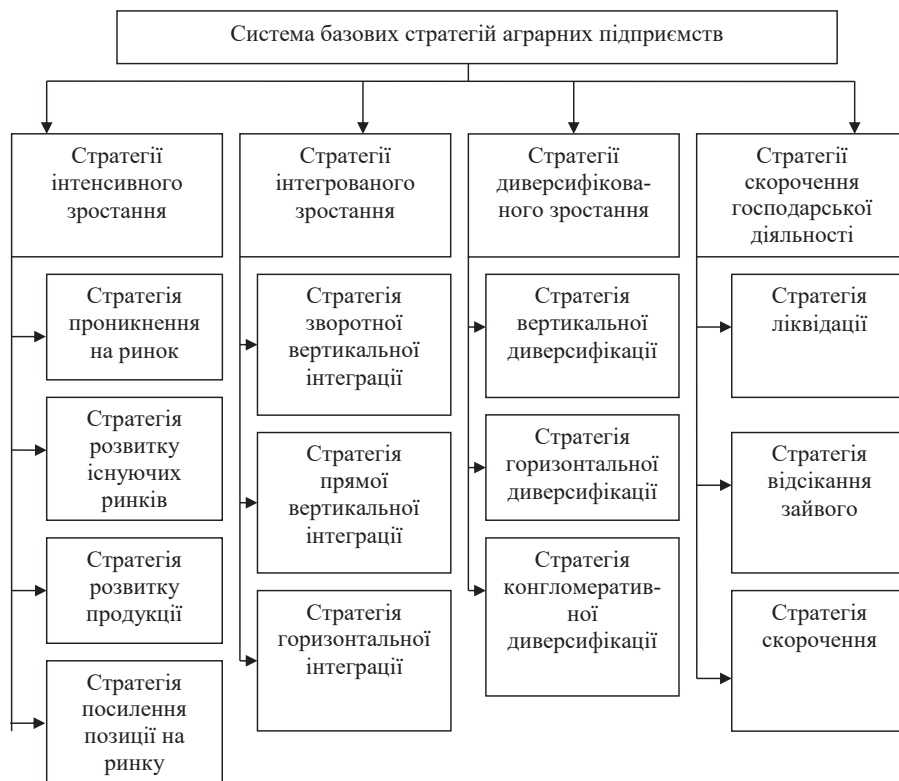 Система базових стратегій аграрних підприємств
Стратегії
інтенсивного
зростання
Стратегія
проникнення
на ринок
Стратегія
розвитку
існуючих
ринків
Стратегія
розвитку
продукції
Стратегія
посилення
позиції на
ринку
Стратегії
інтегрованого
зростання
Стратегія
зворотної
вертикальної
інтеграції
Стратегія
прямої
вертикальної
інтеграції
Стратегія
горизонтальної
інтеграції
Стратегії
диверсифікова-
ного зростання
Стратегія
вертикальної
диверсифікації
Стратегія
горизонтальної
диверсифікації
Стратегія
конгломератив-
ної
диверсифікації
Стратегії
скорочення
господарської
діяльності
Стратегія
ліквідації
Стратегія
відсікання
зайвого
Стратегія
скорочення